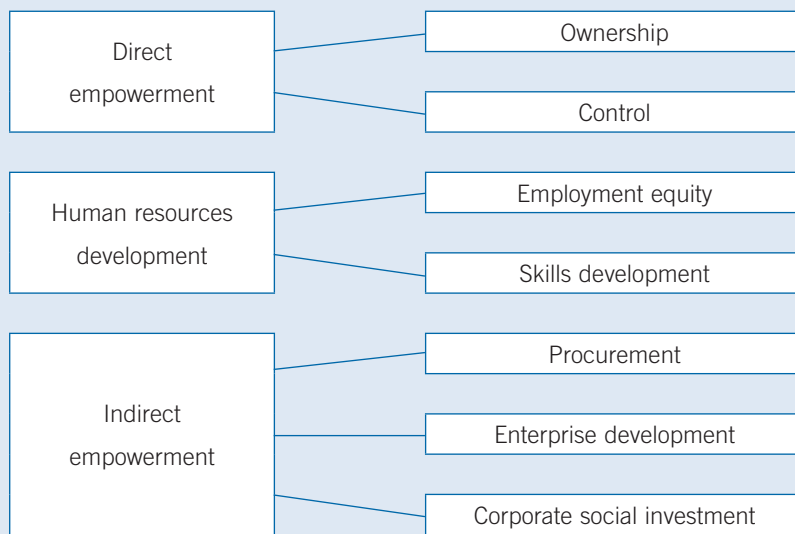 Direct
empowerment
Ownership
Control
Human resources
development
Employment equity
Skills development
Indirect
empowerment
Procurement
Enterprise development
Corporate social investment